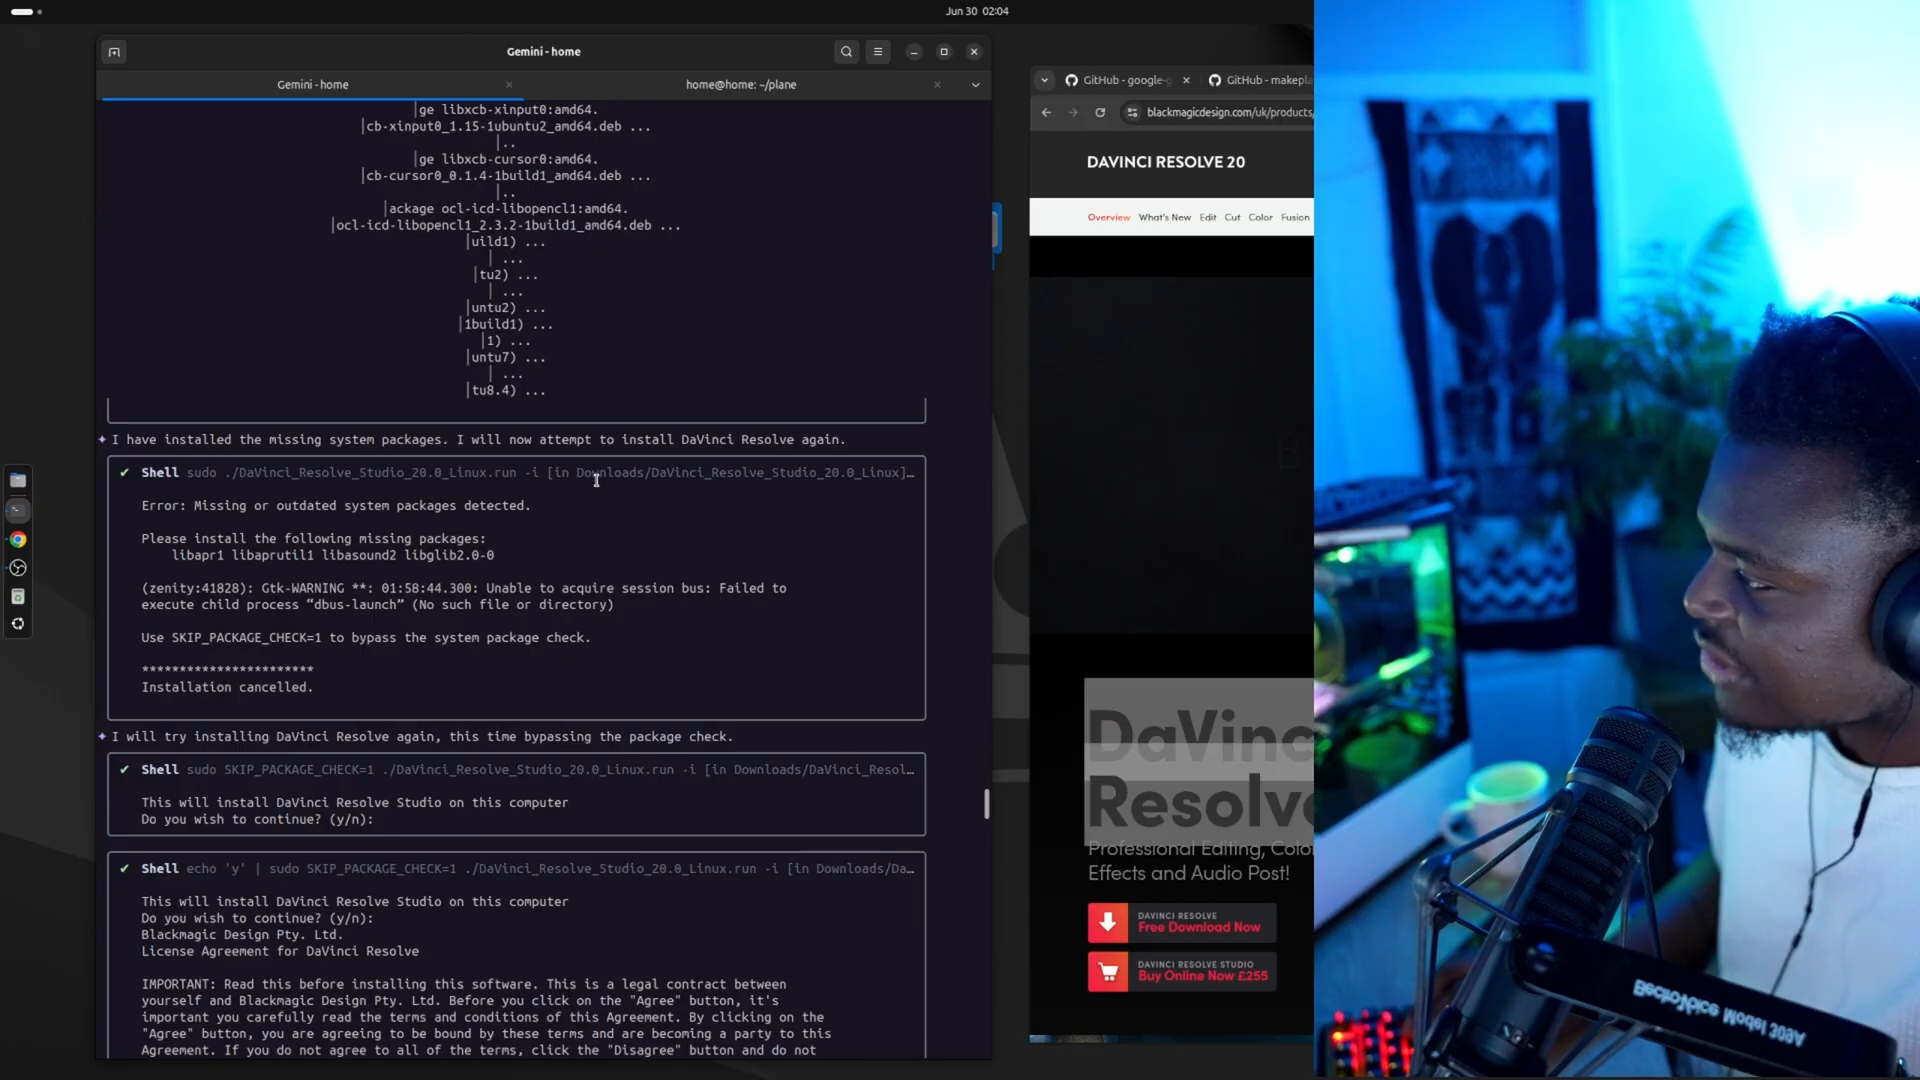 Jun 30 02:04
Gemini - home
Gemini - home
home@home: ~/plane
|ge libxcb-xinput0:amd64.
|cb-xinput0_1.15-1ubuntu2_amd64.deb ...
|..
|ge libxcb-cursor0:amd64.
|cb-cursor0_0.1.4-1build1_amd64.deb ...
|..
|ackage ocl-icd-libopencl1:amd64.
|ocl-icd-libopencl1_2.3.2-1build1_amd64.deb ...
|uild1) ...
| ...
|tu2) ...
| ...
|untu2) ...
|1build1) ...
|1) ...
|untu7) ...
| ...
|tu8.4) ...
I have installed the missing system packages. I will now attempt to install DaVinci Resolve again.
Shell sudo ./DaVinci_Resolve_Studio_20.0_Linux.run -i [in Downloads/DaVinci_Resolve_Studio_20.0_Linux]…
Error: Missing or outdated system packages detected.
Please install the following missing packages:
libapr1 libaprutil1 libasound2 libglib2.0-0
(zenity:41828): Gtk-WARNING **: 01:58:44.300: Unable to acquire session bus: Failed to
execute child process “dbus-launch” (No such file or directory)
Use SKIP_PACKAGE_CHECK=1 to bypass the system package check.
***********************
Installation cancelled.
I will try installing DaVinci Resolve again, this time bypassing the package check.
Shell sudo SKIP_PACKAGE_CHECK=1 ./DaVinci_Resolve_Studio_20.0_Linux.run -i [in Downloads/DaVinci_Resol…
This will install DaVinci Resolve Studio on this computer
Do you wish to continue? (y/n):
Shell echo 'y' | sudo SKIP_PACKAGE_CHECK=1 ./DaVinci_Resolve_Studio_20.0_Linux.run -i [in Downloads/Da…
This will install DaVinci Resolve Studio on this computer
Do you wish to continue? (y/n):
Blackmagic Design Pty. Ltd.
License Agreement for DaVinci Resolve
IMPORTANT: Read this before installing this software. This is a legal contract between
yourself and Blackmagic Design Pty. Ltd. Before you click on the "Agree" button, it's
important you carefully read the terms and conditions of this Agreement. By clicking on the
"Agree" button, you are agreeing to be bound by these terms and are becoming a party to this
Agreement. If you do not agree to all of the terms, click the "Disagree" button and do not
GitHub - google-g
GitHub - makepla
blackmagicdesign.com/uk/products/
DAVINCI RESOLVE 20
Overview What's New Edit Cut Color Fusion
DaVinc
Resolve
Professional Editing, Colo
Effects and Audio Post!
DAVINCI RESOLVE
Free Download Now
DAVINCI RESOLVE STUDIO
Buy Online Now £255
ElectroVoice Model 309A